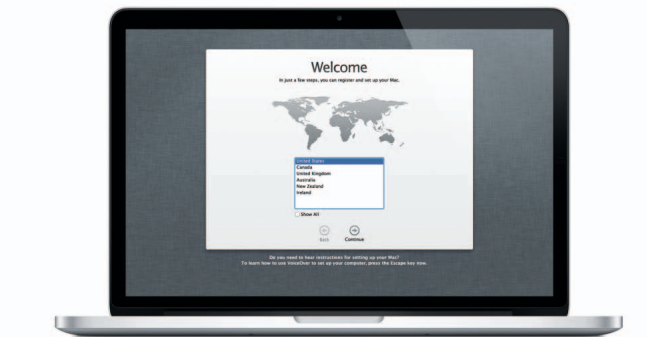 Welcome
In just a few steps, you can register and set up your Mac.
United States
Canada
United Kingdom
Australia
New Zealand
Ireland
Show All
Back
Continue
Do you need to hear instructions for setting up your Mac?
To learn how to use VoiceOver to set up your computer, press the Escape key now.